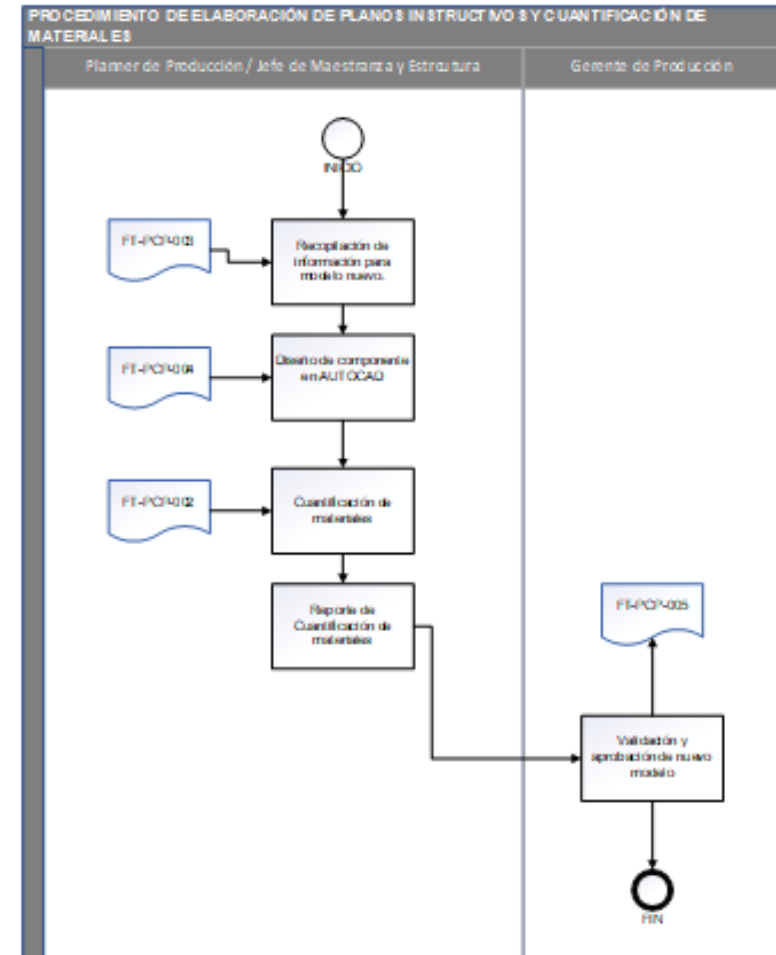 PROCEDIMIENTO DE ELABORACIÓN DE PLANOS INSTRUCTIVOS Y CUANTIFICACIÓN DE
MATERIALES
Planner de Producción / Jefe de Maestranza y Estructura
Gerente de Producción
INICIO
FT-PCP-003
Recopilación de
información para
modelo nuevo.
FT-PCP-004
Diseño de componente
en AUTOCAD
FT-PCP-002
Cuantificación de
materiales
Reporte de
Cuantificación de
materiales
FT-PCP-005
Validación y
aprobación de nuevo
modelo
FIN